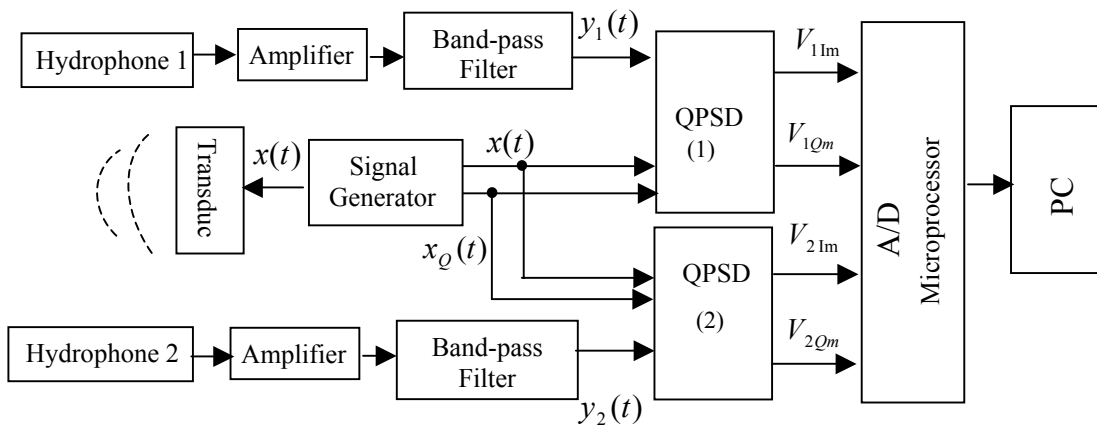 Hydrophone 1
Amplifier
Band-pass
Filter
y₁(t)
QPSD
(1)
V₁Im
V₁Qm
Transduc
x(t)
Signal
Generator
x(t)
x_Q(t)
QPSD
(2)
V₂Im
V₂Qm
A/D
Microprocessor
PC
Hydrophone 2
Amplifier
Band-pass
Filter
y₂(t)